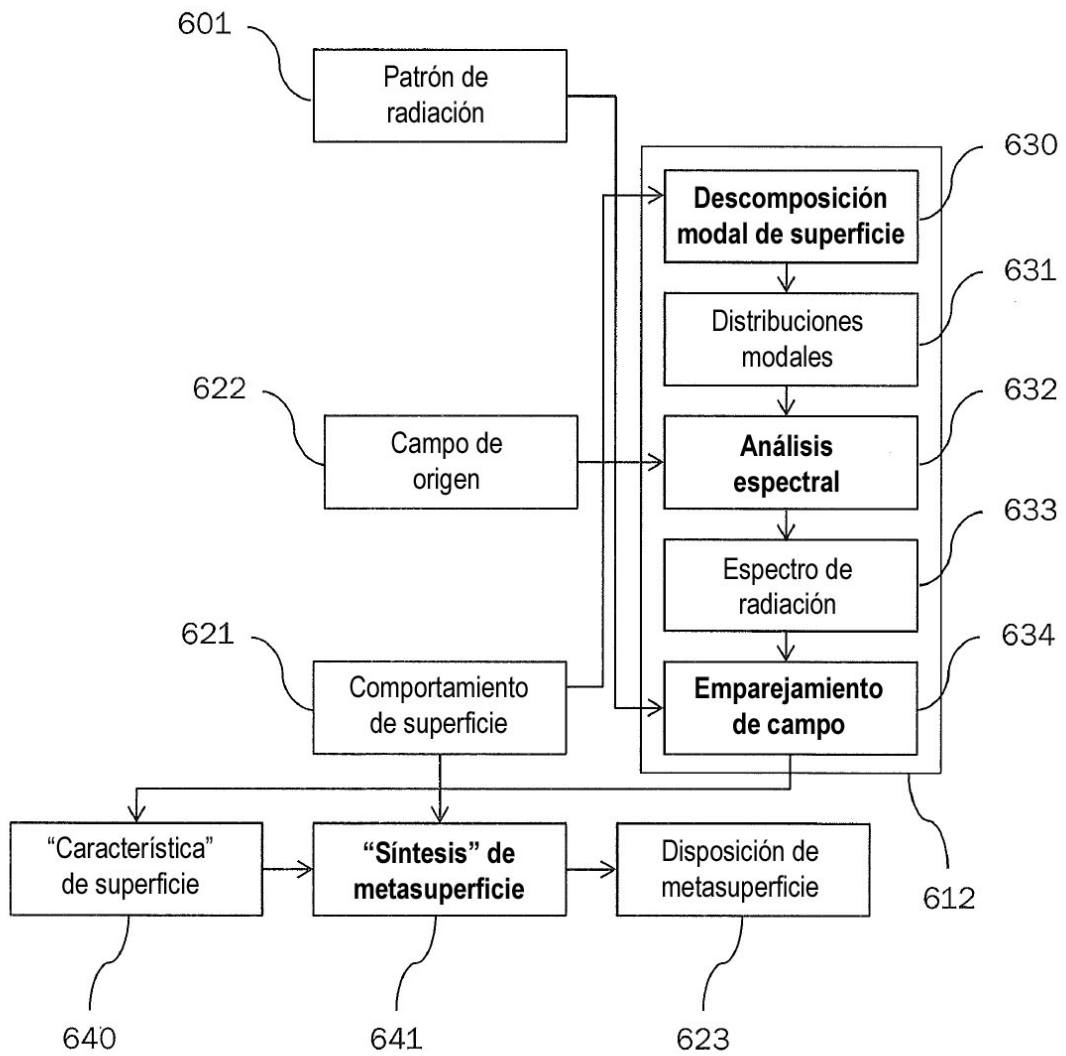 601
Patrón de
radiación
630
Descomposición
modal de superficie
631
Distribuciones
modales
622
Campo de
origen
632
Análisis
espectral
633
Espectro de
radiación
621
Comportamiento
de superficie
634
Emparejamiento
de campo
“Característica”
de superficie
“Síntesis” de
metasuperficie
Disposición de
metasuperficie
612
640
641
623